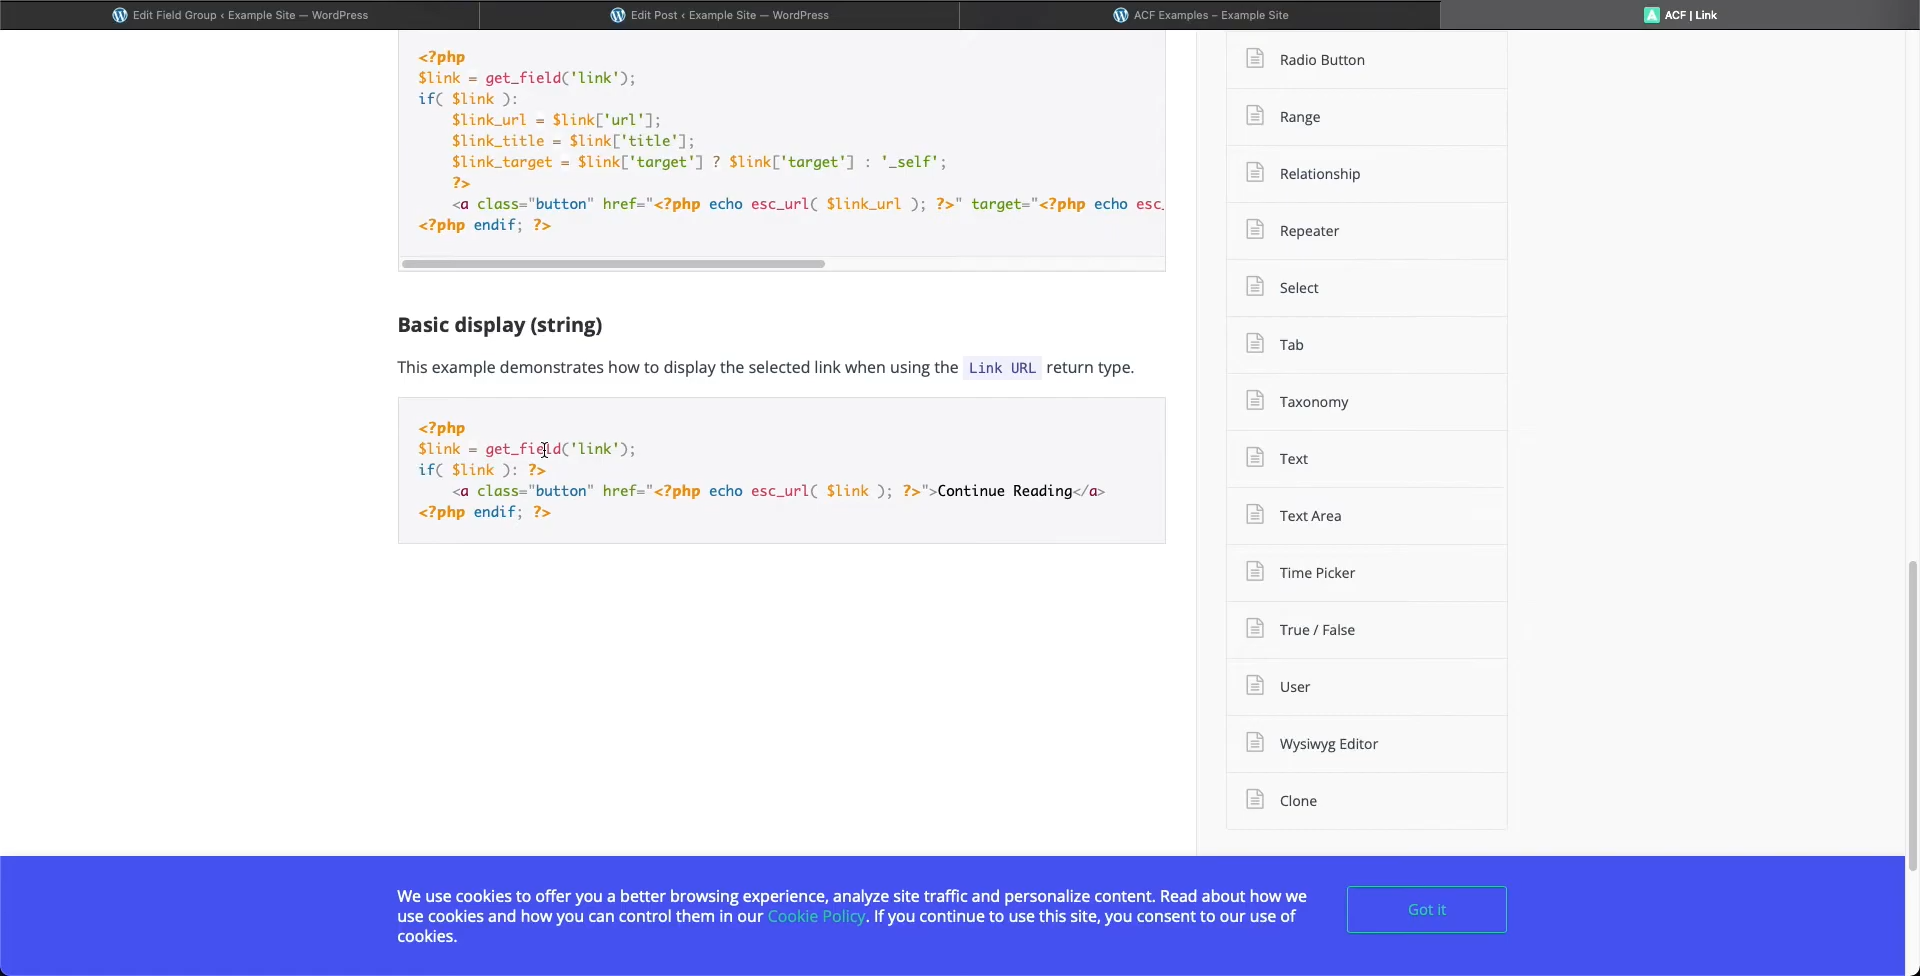 Edit Field Group ‹ Example Site — WordPress
Edit Post ‹ Example Site — WordPress
ACF Examples – Example Site
ACF | Link
<?php
$link = get_field('link');
if( $link ):
    $link_url = $link['url'];
    $link_title = $link['title'];
    $link_target = $link['target'] ? $link['target'] : '_self';
    ?>
    <a class="button" href="<?php echo esc_url( $link_url ); ?>" target="<?php echo esc_
<?php endif; ?>
Basic display (string)
This example demonstrates how to display the selected link when using the Link URL return type.
<?php
$link = get_field('link');
if( $link ): ?>
    <a class="button" href="<?php echo esc_url( $link ); ?>">Continue Reading</a>
<?php endif; ?>
Radio Button
Range
Relationship
Repeater
Select
Tab
Taxonomy
Text
Text Area
Time Picker
True / False
User
Wysiwyg Editor
Clone
We use cookies to offer you a better browsing experience, analyze site traffic and personalize content. Read about how we
use cookies and how you can control them in our Cookie Policy. If you continue to use this site, you consent to our use of
cookies.
Got it